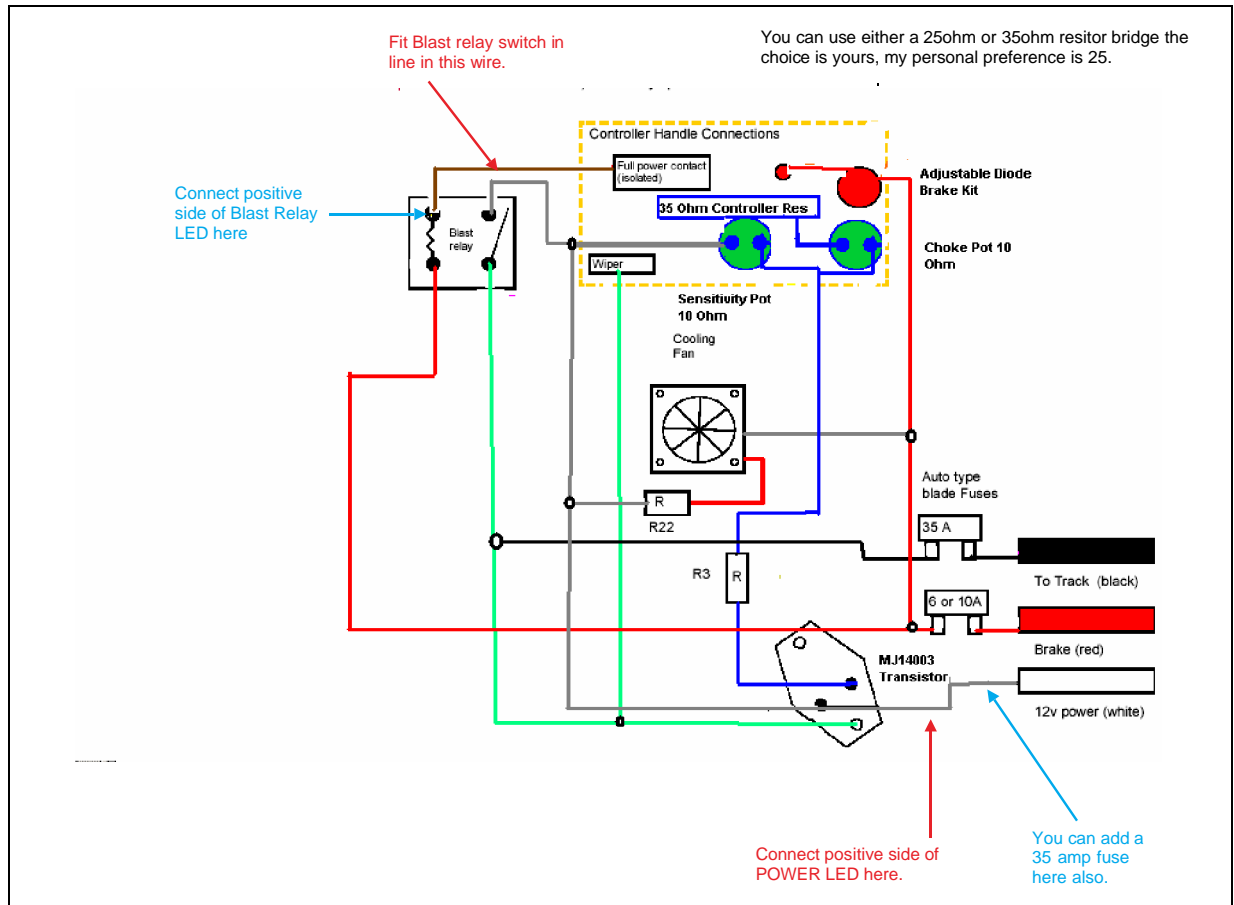 Fit Blast relay switch in
line in this wire.
You can use either a 25ohm or 35ohm resitor bridge the
choice is yours, my personal preference is 25.
Controller Handle Connections
Full power contact
(isolated)
Adjustable Diode
Brake Kit
Connect positive
side of Blast Relay
LED here
35 Ohm Controller Res
Blast
relay
Choke Pot 10
Ohm
Wiper
Sensitivity Pot
10 Ohm
Cooling
Fan
Auto type
blade Fuses
R
R22
35 A
R3
R
To Track (black)
6 or 10A
Brake (red)
MJ14003
Transistor
12v power (white)
Connect positive side of
POWER LED here.
You can add a
35 amp fuse
here also.